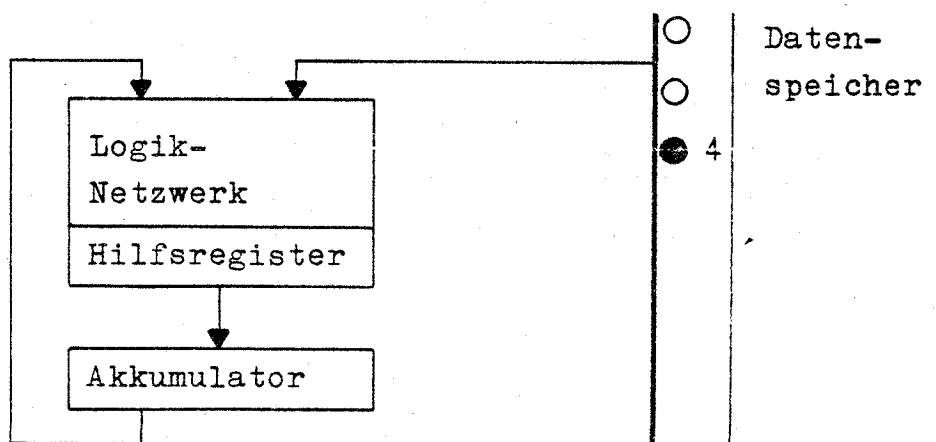 Daten-
speicher
4
Logik-
Netzwerk
Hilfsregister
Akkumulator